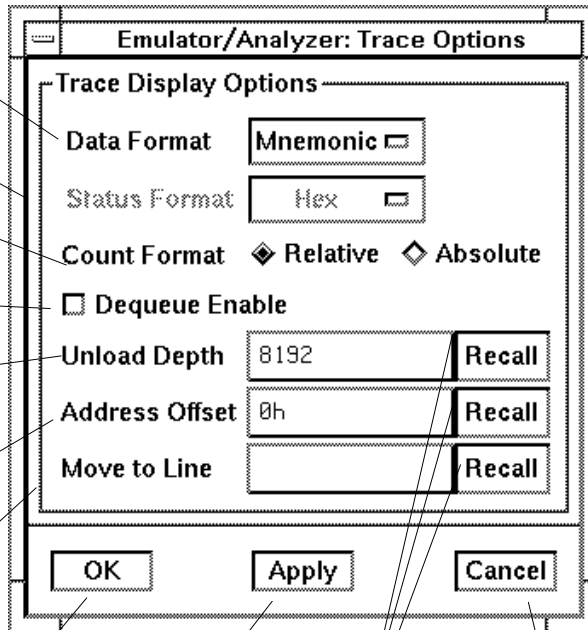 Emulator/Analyzer: Trace Options
Trace Display Options
Data Format Mnemonic
Status Format Hex
Count Format Relative Absolute
Dequeue Enable
Unload Depth 8192 Recall
Address Offset 0h Recall
Move to Line Recall
OK Apply Cancel